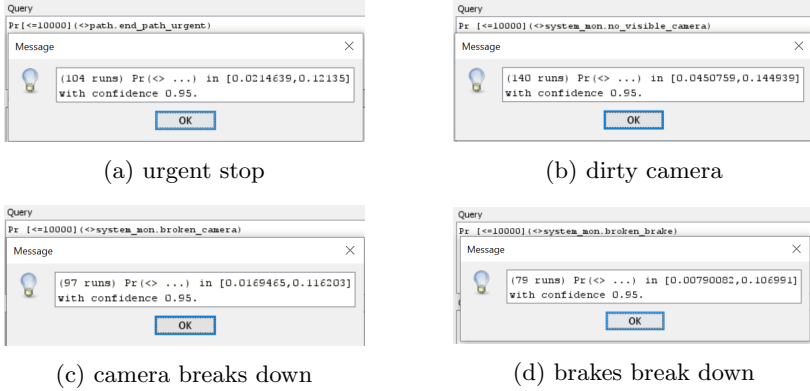 Query
Pr[<=10000](<>path.end_path_urgent)
Message
(104 runs) Pr(<> ...) in [0.0214639,0.12135]
with confidence 0.95.
OK
(a) urgent stop
Query
Pr [<=10000](<>system_mon.no_visible_camera)
Message
(140 runs) Pr(<> ...) in [0.0450759,0.144939]
with confidence 0.95.
OK
(b) dirty camera
Query
Pr [<=10000](<>system_mon.broken_camera)
Message
(97 runs) Pr(<> ...) in [0.0169465,0.116203]
with confidence 0.95.
OK
(c) camera breaks down
Query
Pr [<=10000](<>system_mon.broken_brake)
Message
(79 runs) Pr(<> ...) in [0.00790082,0.106991]
with confidence 0.95.
OK
(d) brakes break down